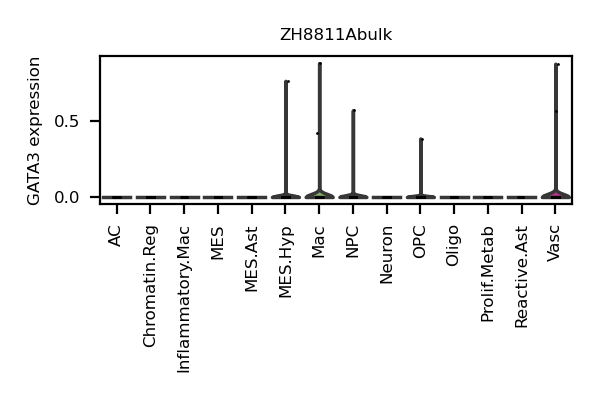 ZH8811Abulk
GATA3 expression
0.5
0.0
AC
Chromatin.Reg
Inflammatory.Mac
MES
MES.Ast
MES.Hyp
Mac
NPC
Neuron
OPC
Oligo
Prolif.Metab
Reactive.Ast
Vasc